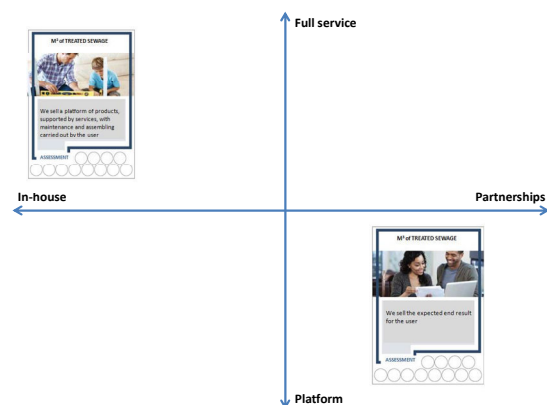 Full service
M³ of TREATED SEWAGE
We sell a platform of products,
supported by services, with
maintenance and assembling
carried out by the user
ASSESSMENT
In-house
Partnerships
M³ of TREATED SEWAGE
We sell the expected end result
for the user
ASSESSMENT
Platform